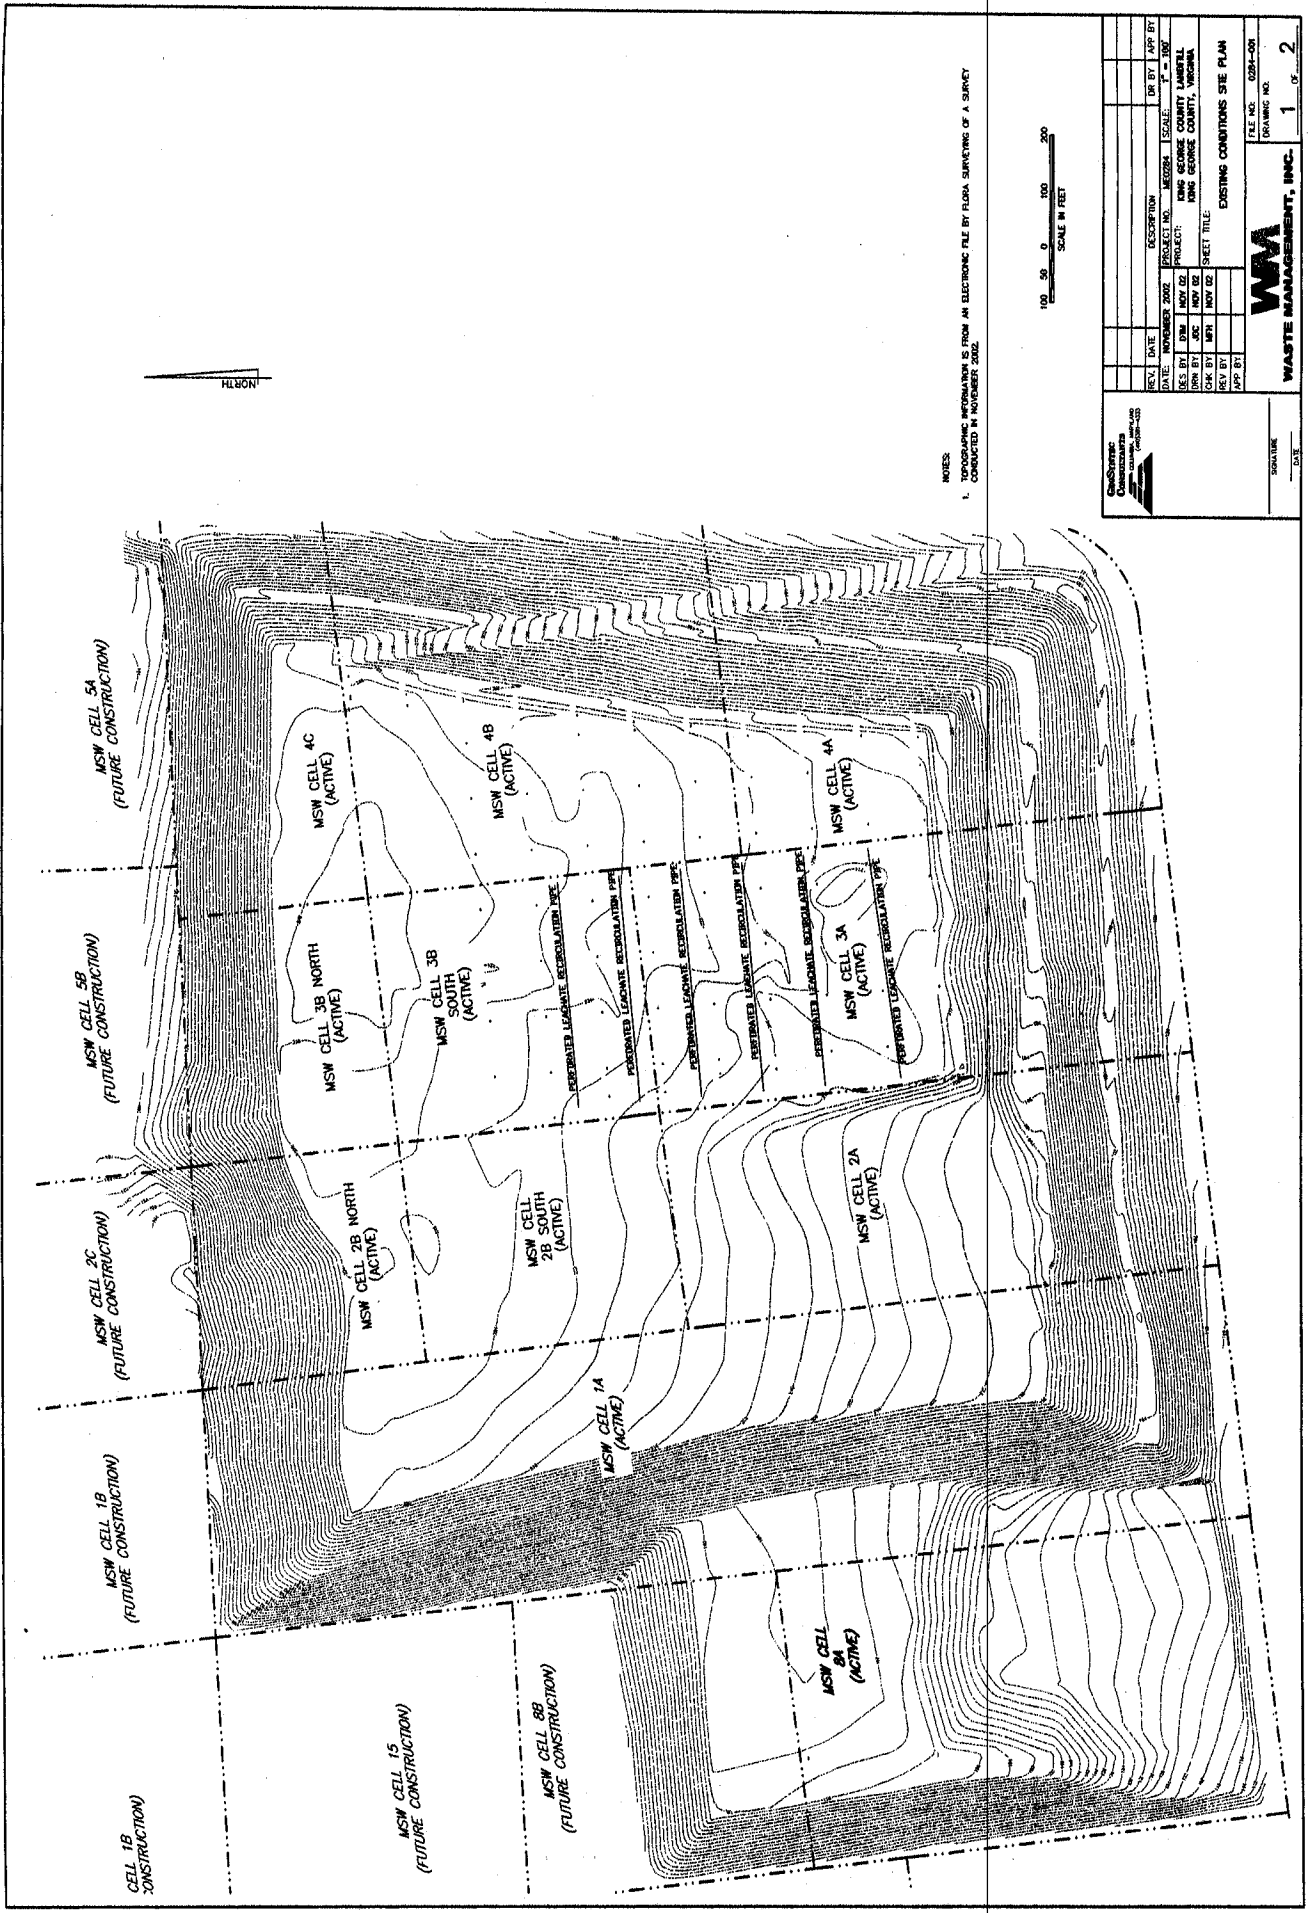 CELL 1B
CONSTRUCTION)
MSW CELL 1B
(FUTURE CONSTRUCTION)
MSW CELL 2C
(FUTURE CONSTRUCTION)
MSW CELL 5B
(FUTURE CONSTRUCTION)
MSW CELL 5A
(FUTURE CONSTRUCTION)
NORTH
MSW CELL 15
(FUTURE CONSTRUCTION)
MSW CELL 8B
(FUTURE CONSTRUCTION)
MSW CELL 2B NORTH
(ACTIVE)
MSW CELL 3B NORTH
(ACTIVE)
MSW CELL 4C
(ACTIVE)
MSW CELL 3B
SOUTH
(ACTIVE)
MSW CELL 4B
(ACTIVE)
MSW CELL
2B SOUTH
(ACTIVE)
MSW CELL 1A
(ACTIVE)
PERFORATED LEACHATE RECIRCULATION PIPE
PERFORATED LEACHATE RECIRCULATION PIPE
PERFORATED LEACHATE RECIRCULATION PIPE
PERFORATED LEACHATE RECIRCULATION PIPE
PERFORATED LEACHATE RECIRCULATION PIPE
PERFORATED LEACHATE RECIRCULATION PIPE
MSW CELL
8A
(ACTIVE)
MSW CELL 2A
(ACTIVE)
MSW CELL 3A
(ACTIVE)
MSW CELL 4A
(ACTIVE)
NOTES:
1. TOPOGRAPHIC INFORMATION IS FROM AN ELECTRONIC FILE BY FLORA SURVEYING OF A SURVEY
CONDUCTED IN NOVEMBER 2002.
100 50 0 100 200
SCALE IN FEET
GEOSYNTEC
CONSULTANTS
COLUMBIA, MARYLAND
SIGNATURE
DATE
REV. DATE DESCRIPTION DR BY APP BY
DATE: NOVEMBER 2002 PROJECT NO. ME0284 SCALE: 1" = 100'
DES BY DTM NOV 02
DRN BY JGC NOV 02
CHK BY MFH NOV 02
REV BY
APP BY
PROJECT: KING GEORGE COUNTY LANDFILL
KING GEORGE COUNTY, VIRGINIA
SHEET TITLE:
EXISTING CONDITIONS SITE PLAN
WM
WASTE MANAGEMENT, INC.
FILE NO. 0284-001
DRAWING NO.
1 OF 2